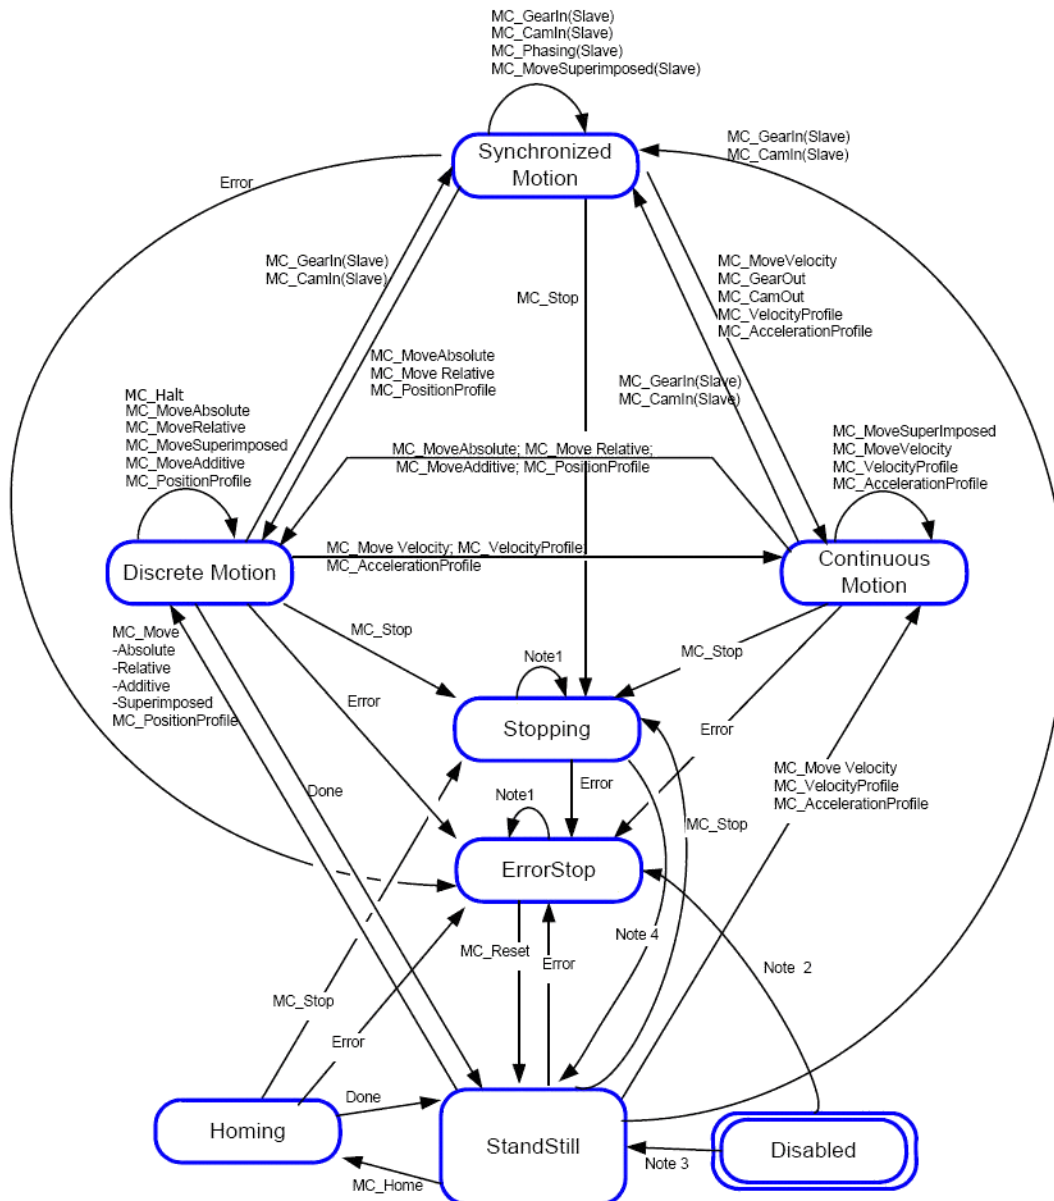 MC_GearIn(Slave)
MC_CamIn(Slave)
MC_Phasing(Slave)
MC_MoveSuperimposed(Slave)
Synchronized
Motion
MC_GearIn(Slave)
MC_CamIn(Slave)
Error
MC_GearIn(Slave)
MC_CamIn(Slave)
MC_Stop
MC_MoveVelocity
MC_GearOut
MC_CamOut
MC_VelocityProfile
MC_AccelerationProfile
MC_MoveAbsolute
MC_Move Relative
MC_PositionProfile
MC_GearIn(Slave)
MC_CamIn(Slave)
MC_Halt
MC_MoveAbsolute
MC_MoveRelative
MC_MoveSuperimposed
MC_MoveAdditive
MC_PositionProfile
MC_MoveAbsolute; MC_Move Relative;
MC_MoveAdditive; MC_PositionProfile
MC_MoveSuperImposed
MC_MoveVelocity
MC_VelocityProfile
MC_AccelerationProfile
Discrete Motion
MC_Move Velocity; MC_VelocityProfile;
MC_AccelerationProfile
Continuous
Motion
MC_Move
-Absolute
-Relative
-Additive
-Superimposed
MC_PositionProfile
MC_Stop
Note1
MC_Stop
Error
Stopping
Error
Done
Note1
Error
MC_Move Velocity
MC_VelocityProfile
MC_AccelerationProfile
MC_Stop
ErrorStop
MC_Reset
Error
Note 4
Note 2
MC_Stop
Error
Done
Homing
StandStill
Disabled
Note 3
MC_Home